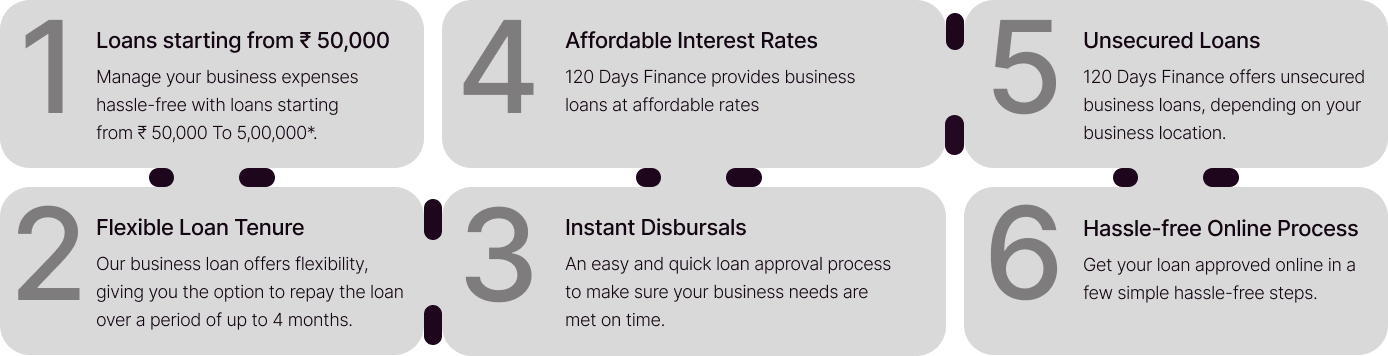 1
Loans starting from ₹ 50,000
Manage your business expenses
hassle-free with loans starting
from ₹ 50,000 To 5,00,000*.
2
Flexible Loan Tenure
Our business loan offers flexibility,
giving you the option to repay the loan
over a period of up to 4 months.
3
Instant Disbursals
An easy and quick loan approval process
to make sure your business needs are
met on time.
4
Affordable Interest Rates
120 Days Finance provides business
loans at affordable rates
5
Unsecured Loans
120 Days Finance offers unsecured
business loans, depending on your
business location.
6
Hassle-free Online Process
Get your loan approved online in a
few simple hassle-free steps.